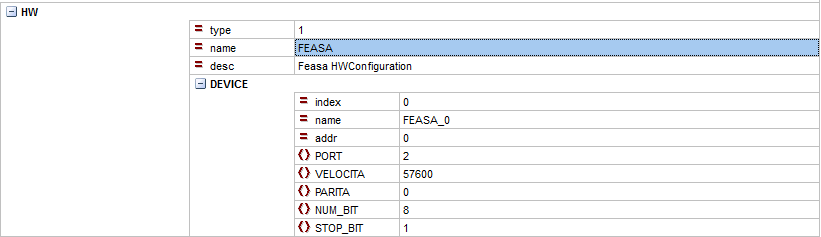 HW
type 1
name FEASA
desc Feasa HWConfiguration
DEVICE
index 0
name FEASA_0
addr 0
PORT 2
VELOCITA 57600
PARITA 0
NUM_BIT 8
STOP_BIT 1